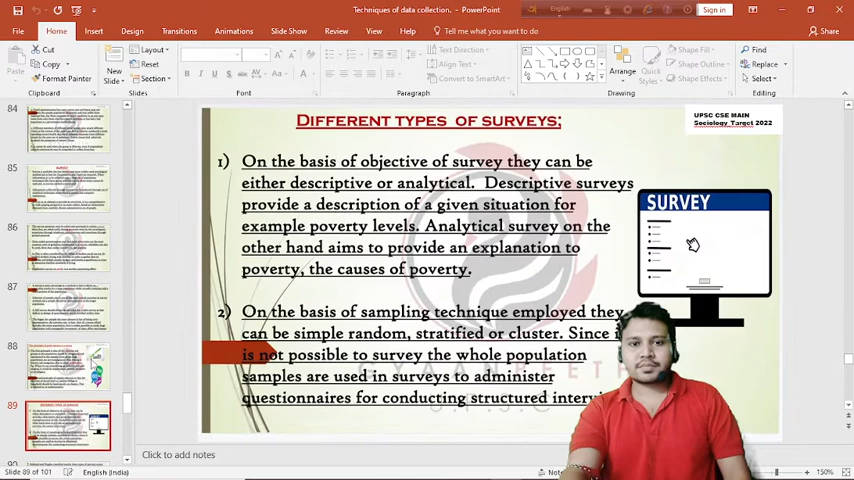 Techniques of data collection. - PowerPoint
English
Sign in
File
Home
Insert
Design
Transitions
Animations
Slide Show
Review
View
Help
Tell me what you want to do
Share
Paste
Cut
Copy
Format Painter
Clipboard
New
Slide
Layout
Reset
Section
Slides
Font
Text Direction
Align Text
Convert to SmartArt
Paragraph
Arrange
Quick
Styles
Shape Fill
Shape Outline
Shape Effects
Drawing
Find
Replace
Select
Editing
84
85
86
87
88
89
90
DIFFERENT TYPES OF SURVEYS;
UPSC CSE MAIN
Sociology Target 2022
1) On the basis of objective of survey they can be
either descriptive or analytical. Descriptive surveys
provide a description of a given situation for
example poverty levels. Analytical survey on the
other hand aims to provide an explanation to
poverty, the causes of poverty.
2) On the basis of sampling technique employed they
can be simple random, stratified or cluster. Since i
is not possible to survey the whole population
samples are used in surveys to administer
questionnaires for conducting structured intervi
SURVEY
Click to add notes
Slide 89 of 101
English (India)
150%